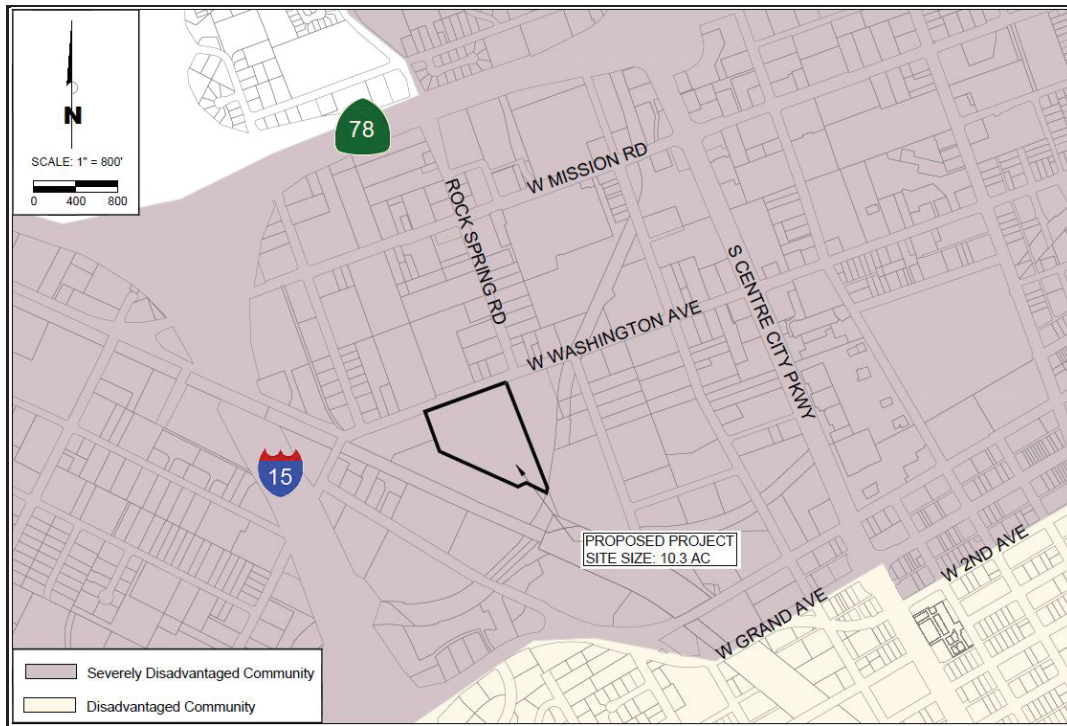 N
SCALE: 1" = 800'
0 400 800
78
W MISSION RD
ROCK SPRING RD
S CENTRE CITY PKWY
W WASHINGTON AVE
15
PROPOSED PROJECT
SITE SIZE: 10.3 AC
W 2ND AVE
W GRAND AVE
Severely Disadvantaged Community
Disadvantaged Community